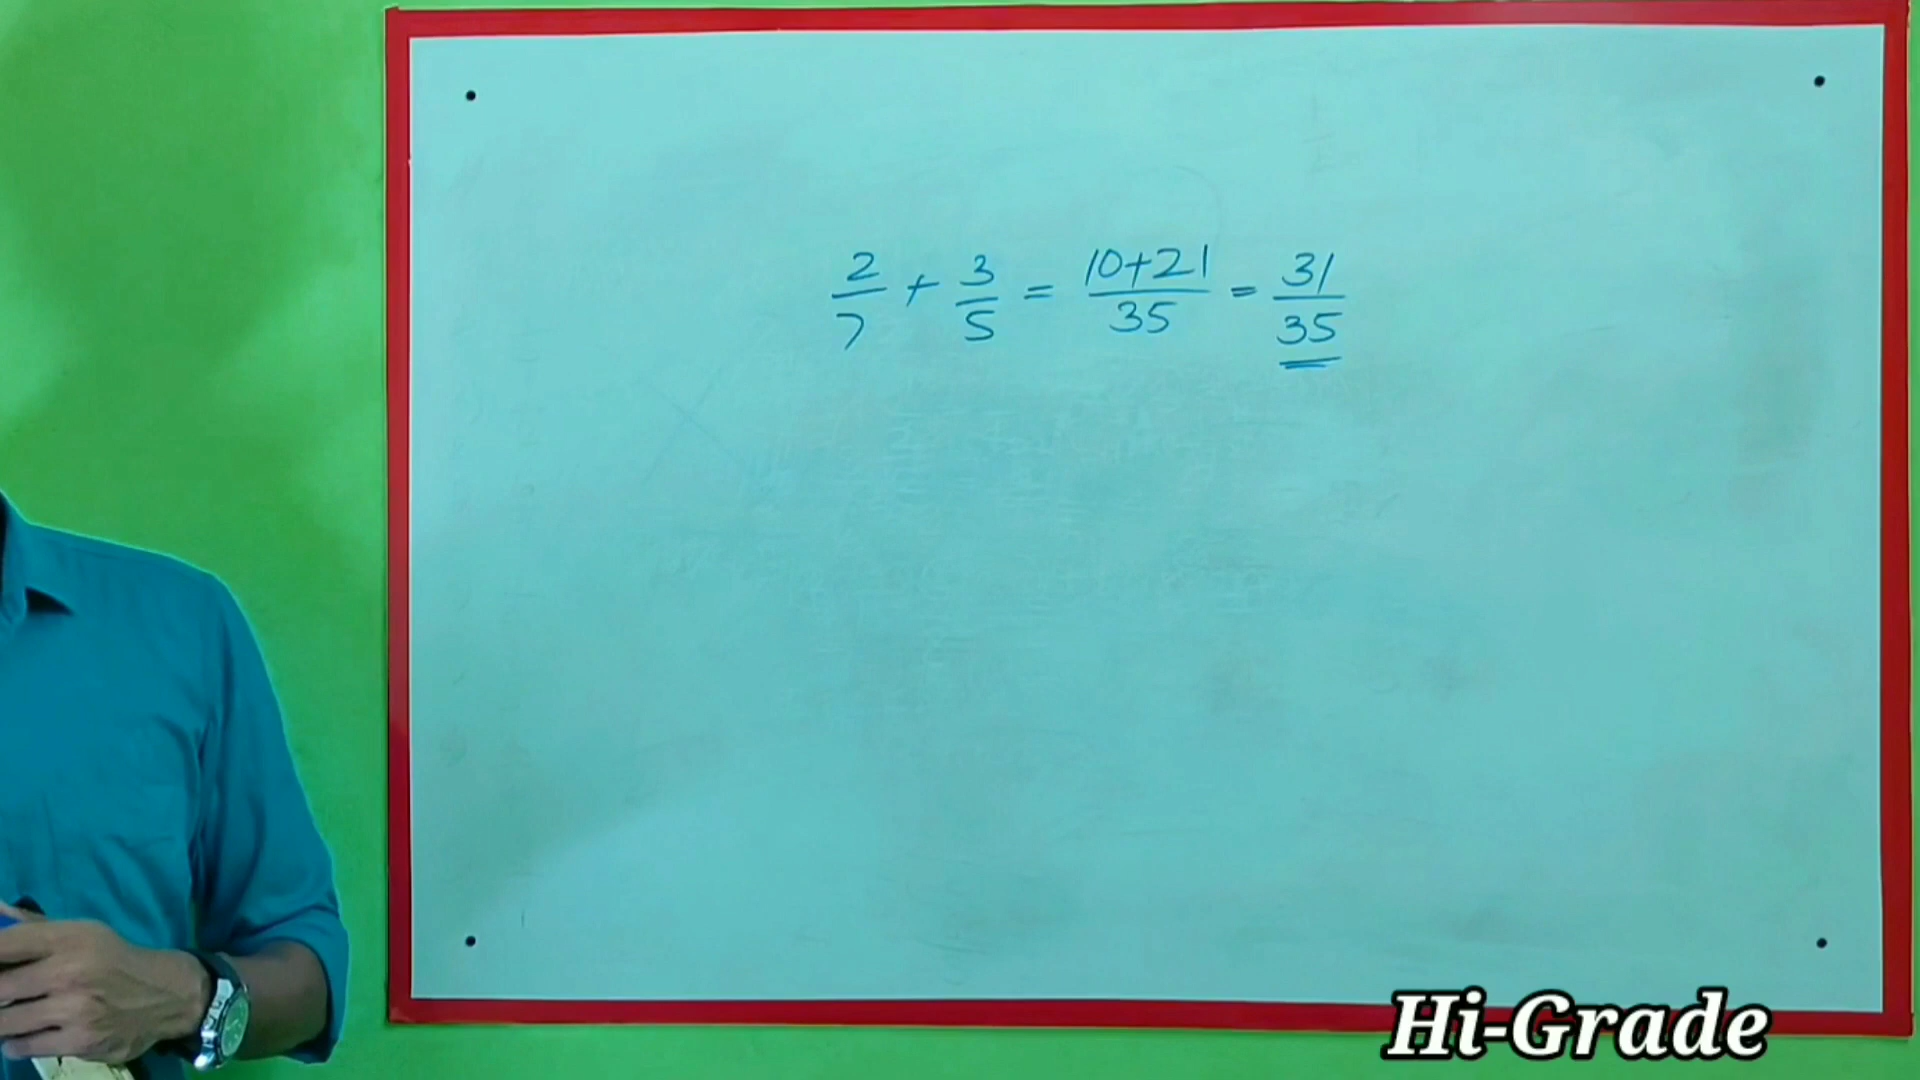 2/7 + 3/5 = 10+21/35 = 31/35
Hi-Grade